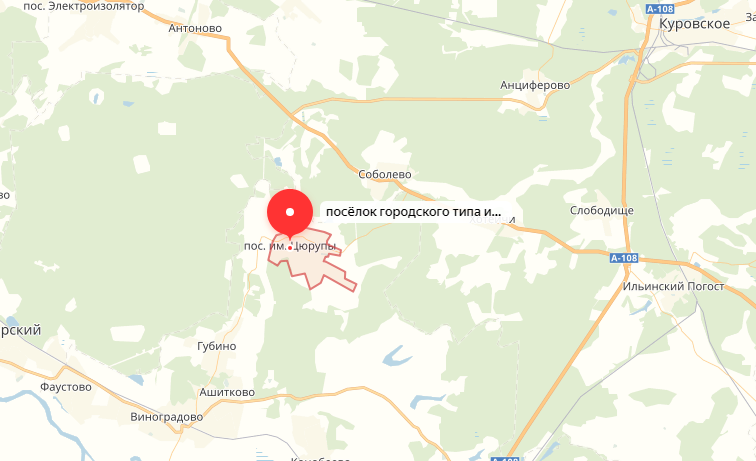 пос. Электроизолятор
А-108
Антоново
Куровское
Анциферово
Соболево
посёлок городского типа и...
Слободище
пос. им. Цюрупы
А-108
Ильинский Погост
рский
Губино
Фаустово
Ашитково
Виноградово
А-108